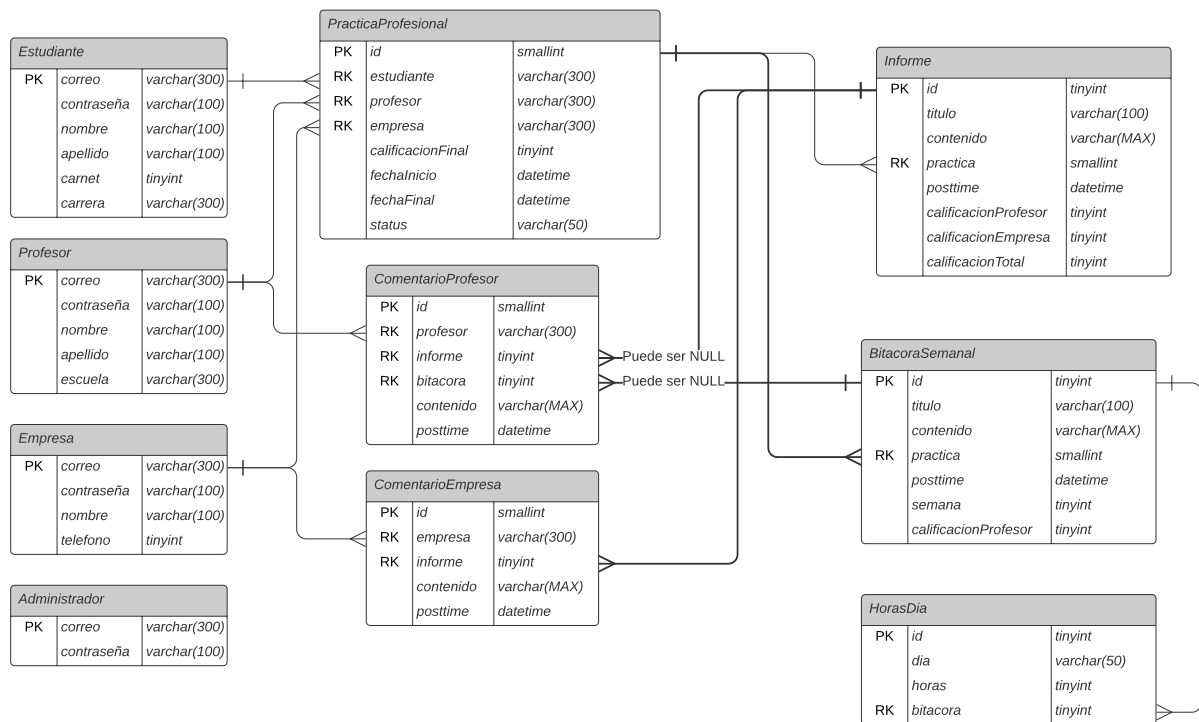 Estudiante
PK correo varchar(300)
contraseña varchar(100)
nombre varchar(100)
apellido varchar(100)
carnet tinyint
carrera varchar(300)
Profesor
PK correo varchar(300)
contraseña varchar(100)
nombre varchar(100)
apellido varchar(100)
escuela varchar(300)
Empresa
PK correo varchar(300)
contraseña varchar(100)
nombre varchar(100)
telefono tinyint
Administrador
PK correo varchar(300)
contraseña varchar(100)
PracticaProfesional
PK id smallint
RK estudiante varchar(300)
RK profesor varchar(300)
RK empresa varchar(300)
calificacionFinal tinyint
fechaInicio datetime
fechaFinal datetime
status varchar(50)
ComentarioProfesor
PK id smallint
RK profesor varchar(300)
RK informe tinyint
RK bitacora tinyint
contenido varchar(MAX)
posttime datetime
Puede ser NULL
Puede ser NULL
ComentarioEmpresa
PK id smallint
RK empresa varchar(300)
RK informe tinyint
contenido varchar(MAX)
posttime datetime
Informe
PK id tinyint
titulo varchar(100)
contenido varchar(MAX)
RK practica smallint
posttime datetime
calificacionProfesor tinyint
calificacionEmpresa tinyint
calificacionTotal tinyint
BitacoraSemanal
PK id tinyint
titulo varchar(100)
contenido varchar(MAX)
RK practica smallint
posttime datetime
semana tinyint
calificacionProfesor tinyint
HorasDia
PK id tinyint
dia varchar(50)
horas tinyint
RK bitacora tinyint